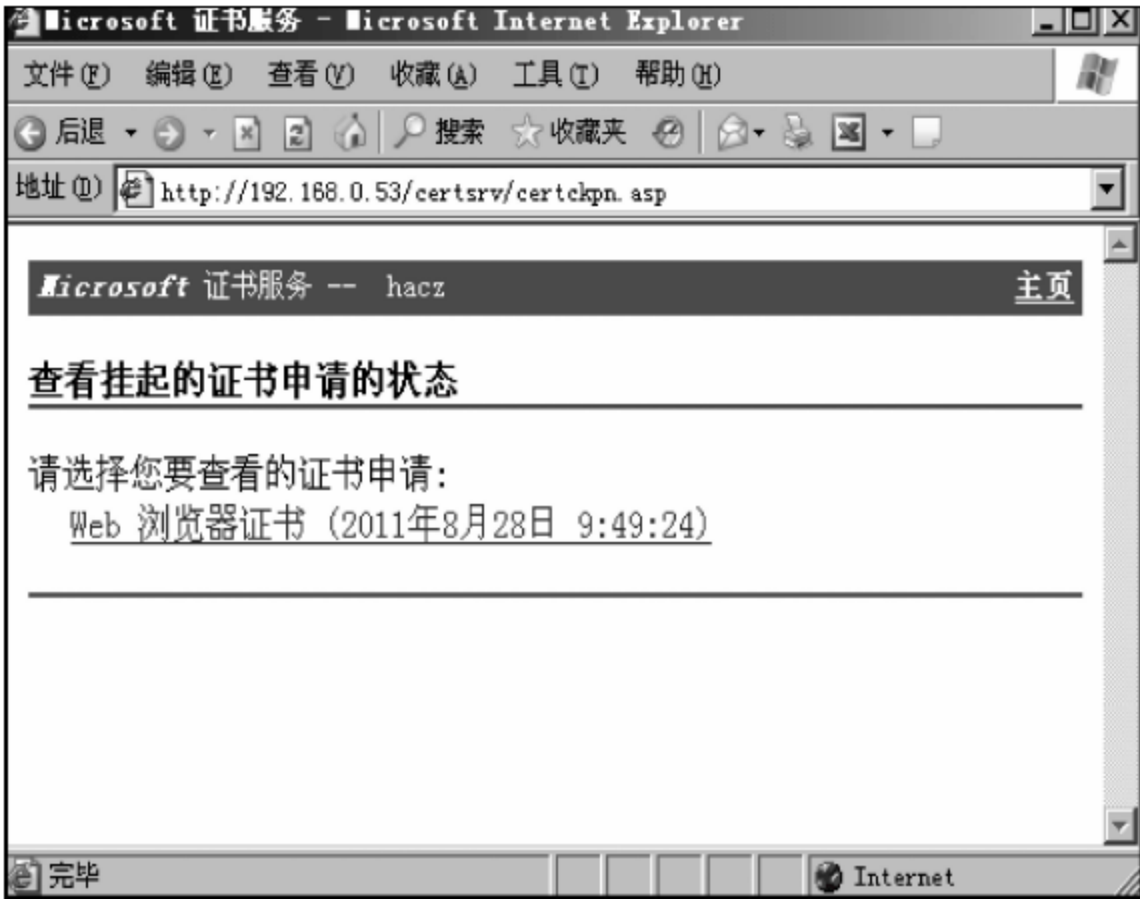 Microsoft 证书服务 - Microsoft Internet Explorer
文件(F) 编辑(E) 查看(V) 收藏(A) 工具(T) 帮助(H)
后退 搜索 收藏夹
地址(D) http://192.168.0.53/certsrv/certckpn.asp
Microsoft 证书服务 -- hacz 主页
查看挂起的证书申请的状态
请选择您要查看的证书申请:
Web 浏览器证书 (2011年8月28日 9:49:24)
完毕 Internet